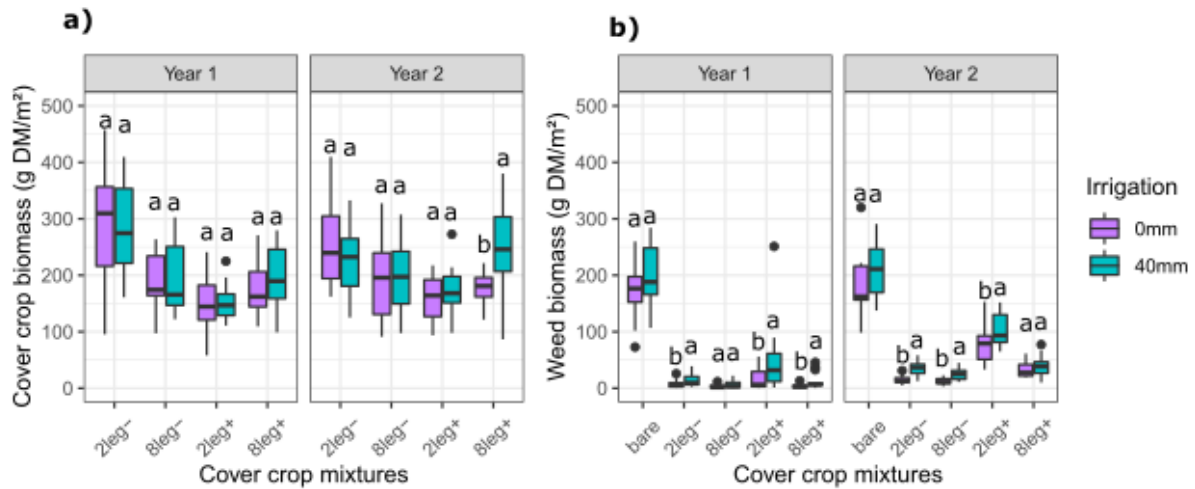 a)
Year 1
Year 2
Cover crop biomass (g DM/m²)
500
400
300
200
100
0
a a a a a a a a
a a a a a a b a
2leg−
8leg−
2leg+
8leg+
2leg−
8leg−
2leg+
8leg+
Cover crop mixtures
b)
Year 1
Year 2
Weed biomass (g DM/m²)
500
400
300
200
100
0
a a b a a a b a b a
a a b a b a b a a a
bare
2leg−
8leg−
2leg+
8leg+
bare
2leg−
8leg−
2leg+
8leg+
Cover crop mixtures
Irrigation
0mm
40mm